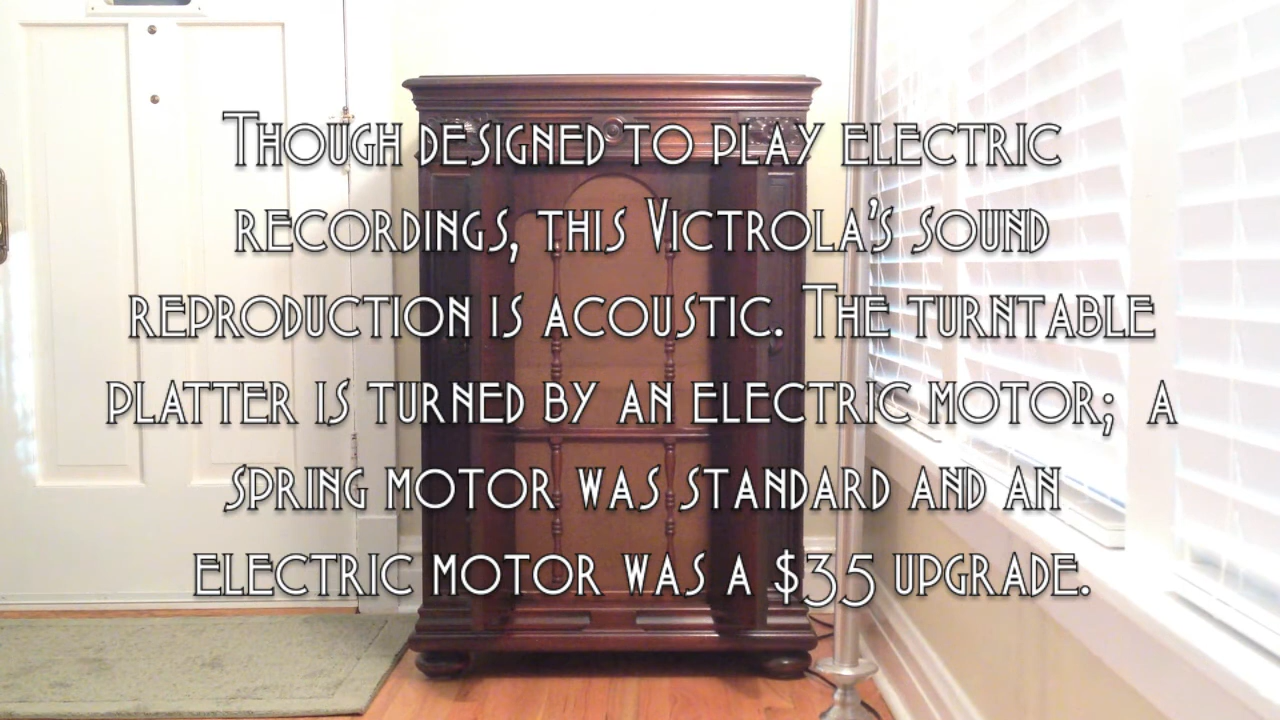 Though designed to play electric
recordings, this Victrola's sound
reproduction is acoustic. The turntable
platter is turned by an electric motor; a
spring motor was standard and an
electric motor was a $35 upgrade.